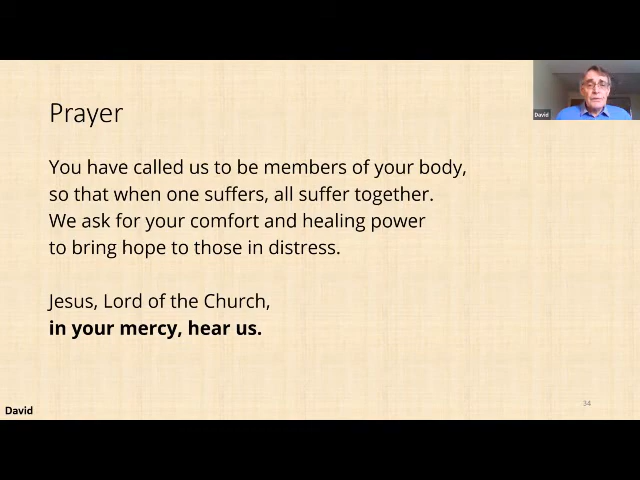 Prayer
David
You have called us to be members of your body,
so that when one suffers, all suffer together.
We ask for your comfort and healing power
to bring hope to those in distress.
Jesus, Lord of the Church,
in your mercy, hear us.
34
David